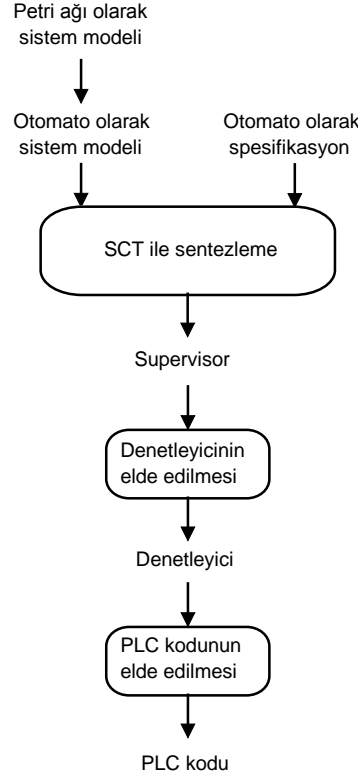 Petri ağı olarak
sistem modeli
Otomato olarak
sistem modeli
Otomato olarak
spesifikasyon
SCT ile sentezleme
Supervisor
Denetleyicinin
elde edilmesi
Denetleyici
PLC kodunun
elde edilmesi
PLC kodu